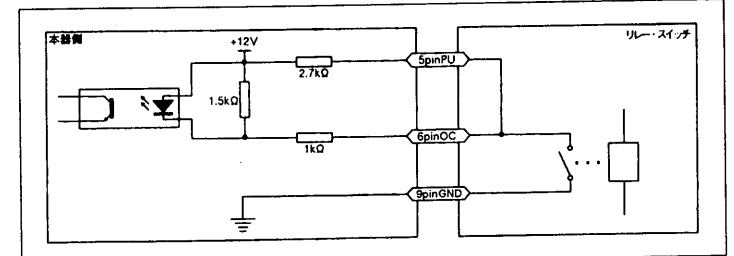 本器側
リレー・スイッチ
+12V
5pinPU
2.7kΩ
1.5kΩ
6pinOC
1kΩ
9pinGND